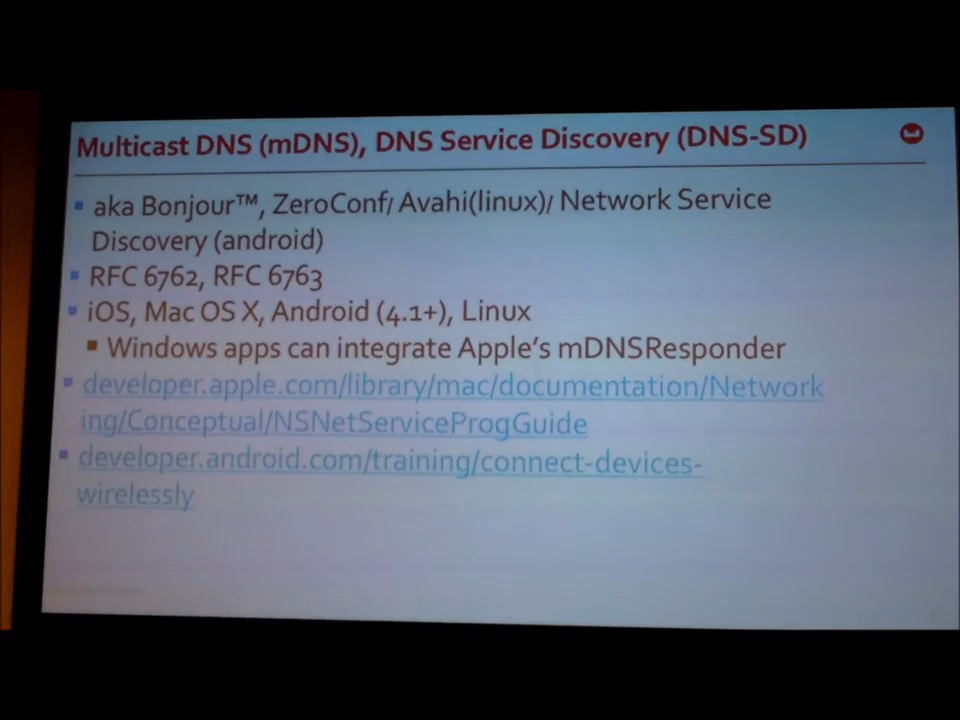 Multicast DNS (mDNS), DNS Service Discovery (DNS-SD)
aka Bonjour™, ZeroConf/ Avahi(linux)/ Network Service
Discovery (android)
RFC 6762, RFC 6763
iOS, Mac OS X, Android (4.1+), Linux
Windows apps can integrate Apple's mDNSResponder
developer.apple.com/library/mac/documentation/Network
ing/Conceptual/NSNetServiceProgGuide
developer.android.com/training/connect-devices-
wirelessly